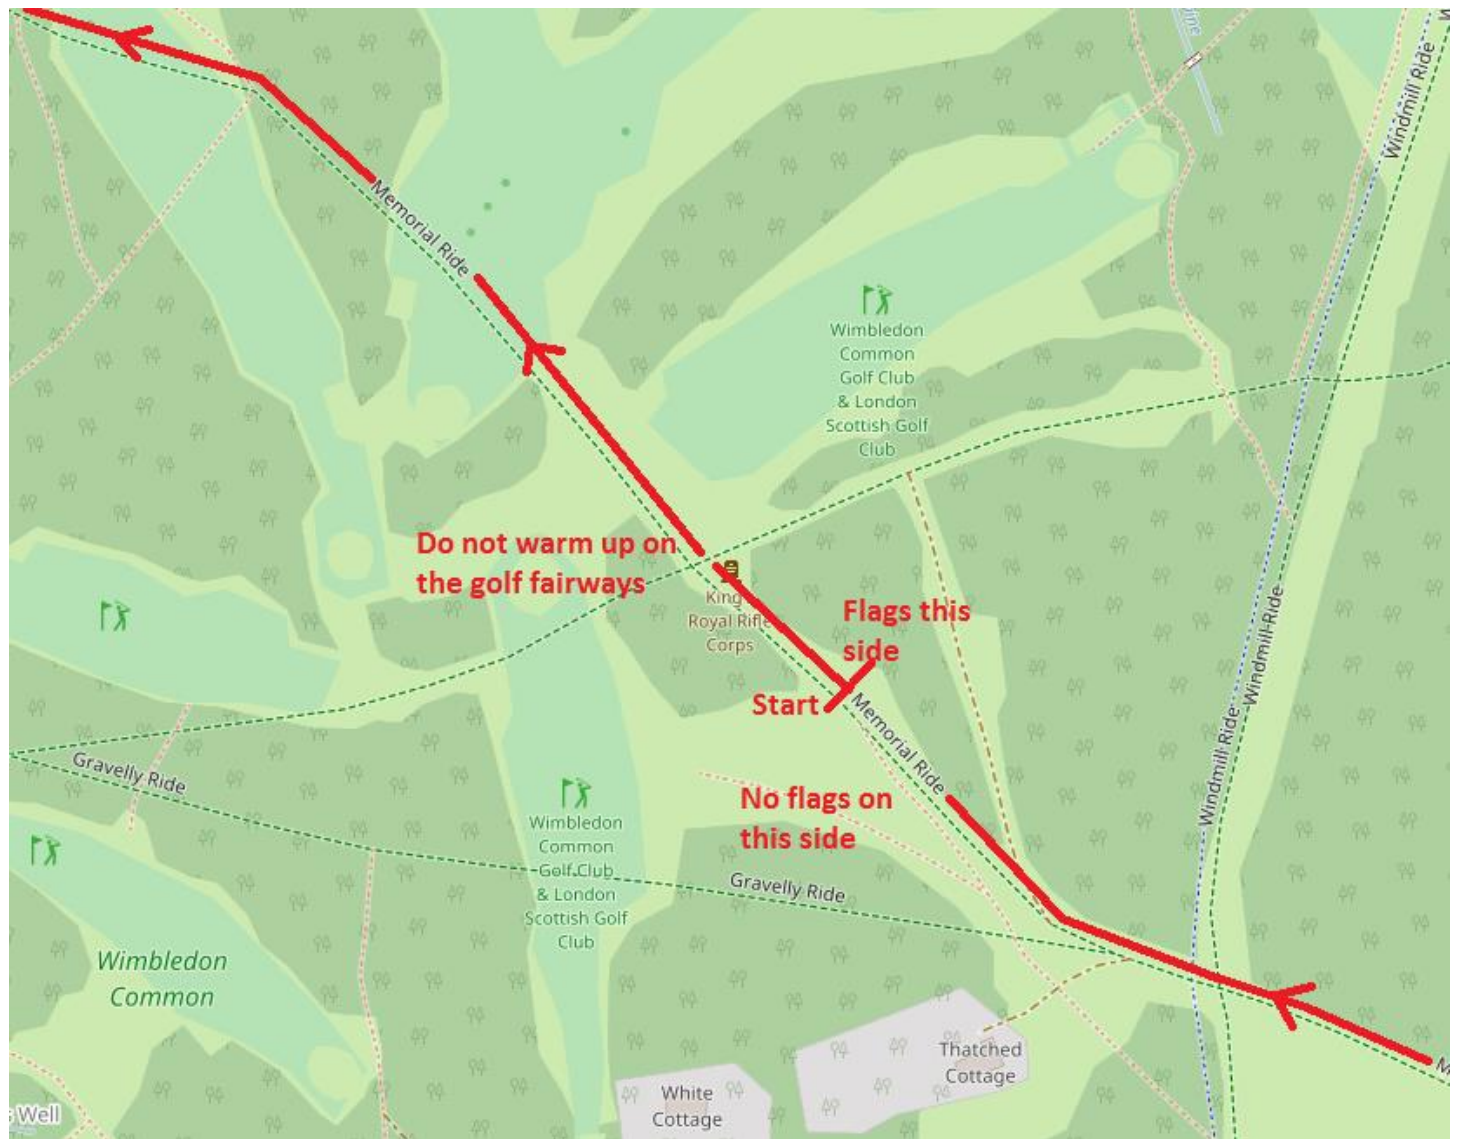 Vine
Windmill Ride
Memorial Ride
Wimbledon
Common
Golf Club
& London
Scottish Golf
Club
Do not warm up on
the golf fairways
King
Royal Rifle
Corps
Flags this
side
Start
Memorial Ride
Windmill Ride
Windmill Ride
Gravelly Ride
No flags on
this side
Wimbledon
Common
Golf Club
& London
Scottish Golf
Club
Gravelly Ride
Wimbledon
Common
Thatched
Cottage
White
Cottage
s Well